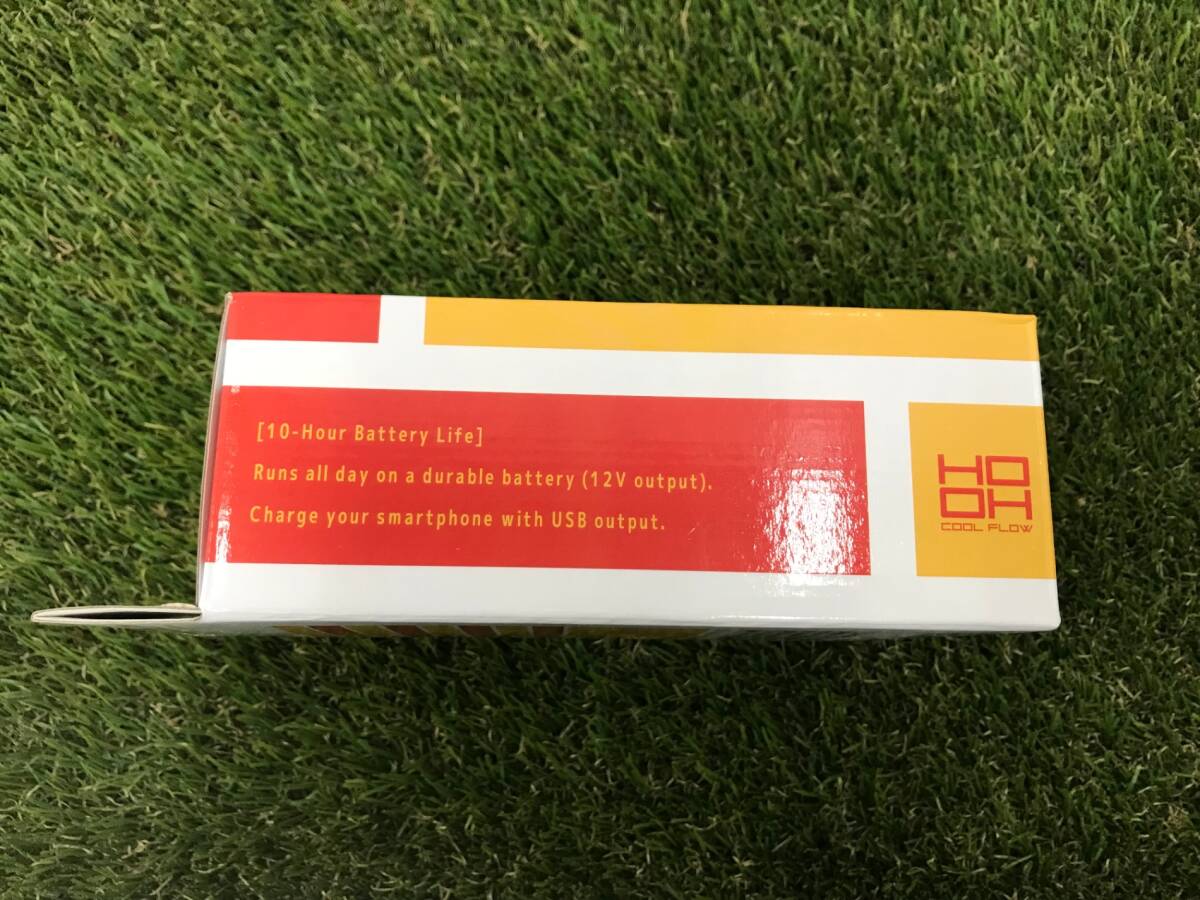 [10-Hour Battery Life]
Runs all day on a durable battery (12V output).
Charge your smartphone with USB output.
HO
OH
COOL FLOW